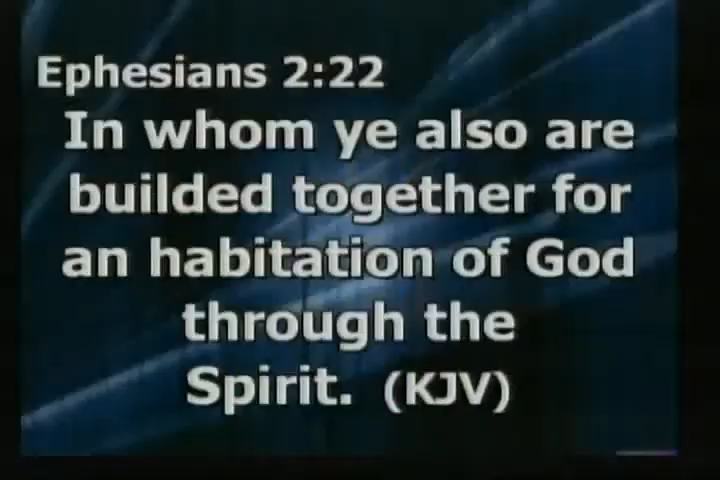 Ephesians 2:22
In whom ye also are
builded together for
an habitation of God
through the
Spirit. (KJV)